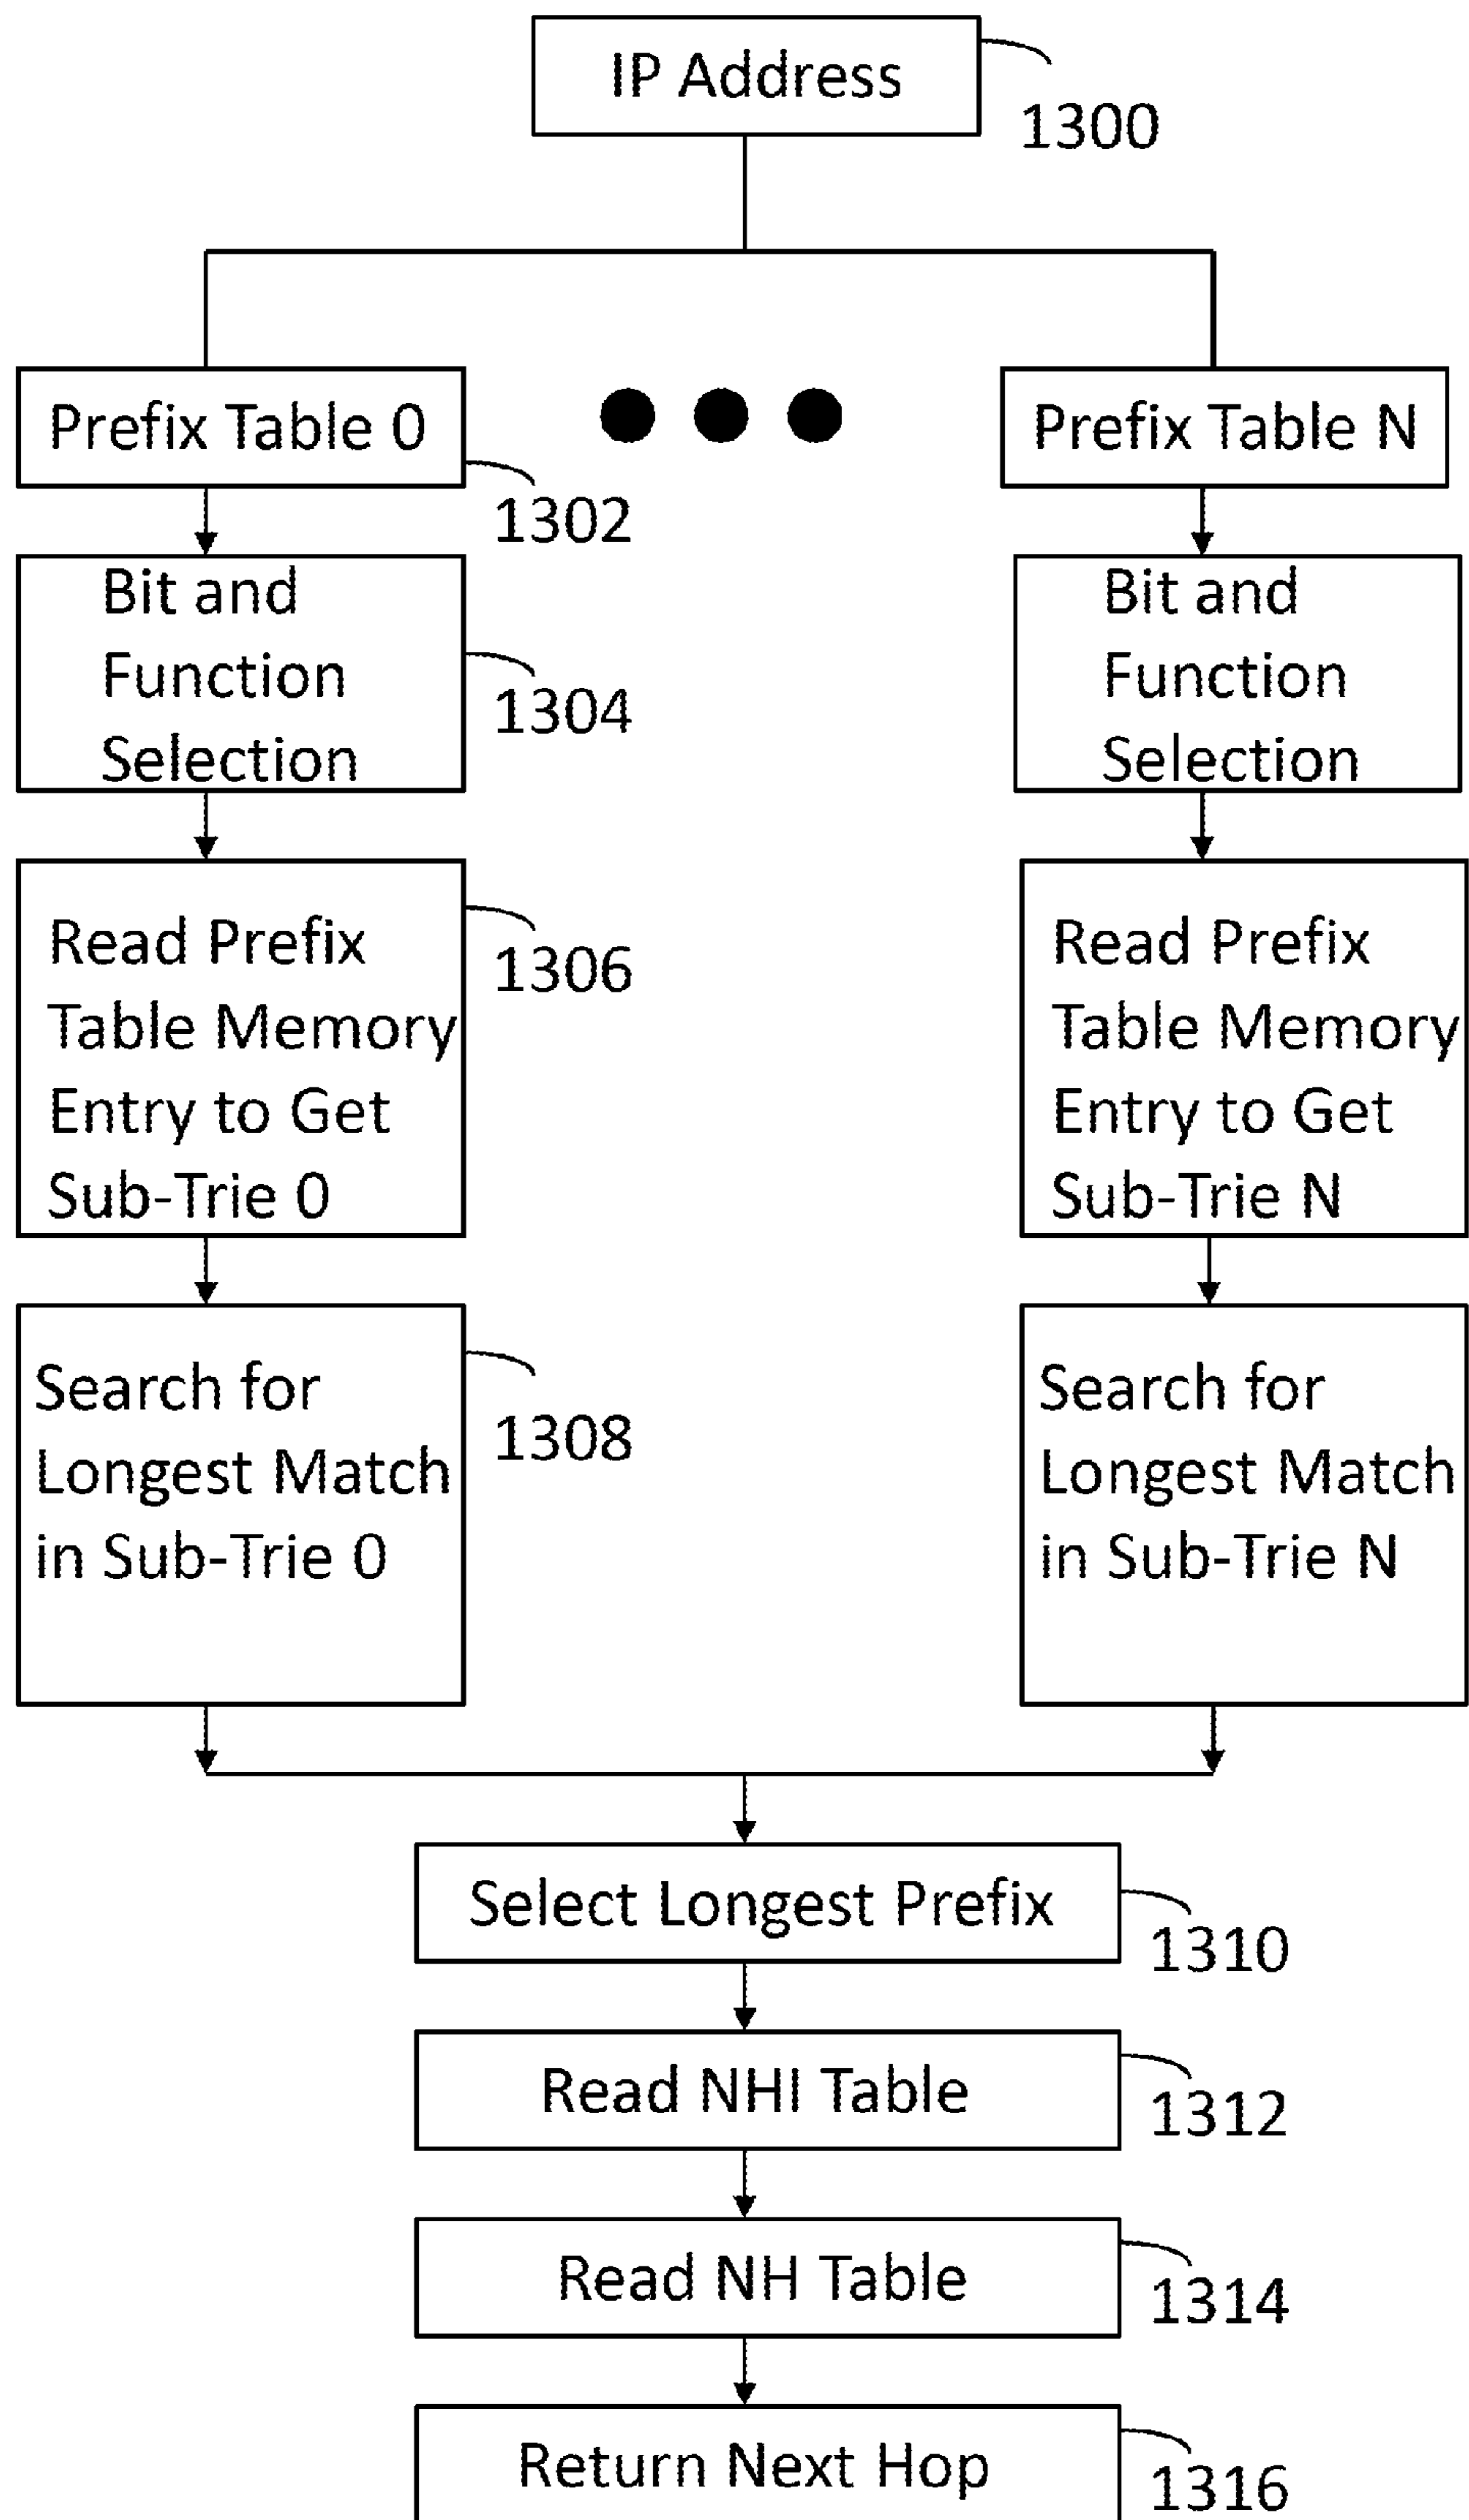 IP Address
1300
Prefix Table 0
1302
Prefix Table N
Bit and
Function
Selection
1304
Bit and
Function
Selection
Read Prefix
Table Memory
Entry to Get
Sub-Trie 0
1306
Read Prefix
Table Memory
Entry to Get
Sub-Trie N
Search for
Longest Match
in Sub-Trie 0
1308
Search for
Longest Match
in Sub-Trie N
Select Longest Prefix
1310
Read NHI Table
1312
Read NH Table
1314
Return Next Hop
1316